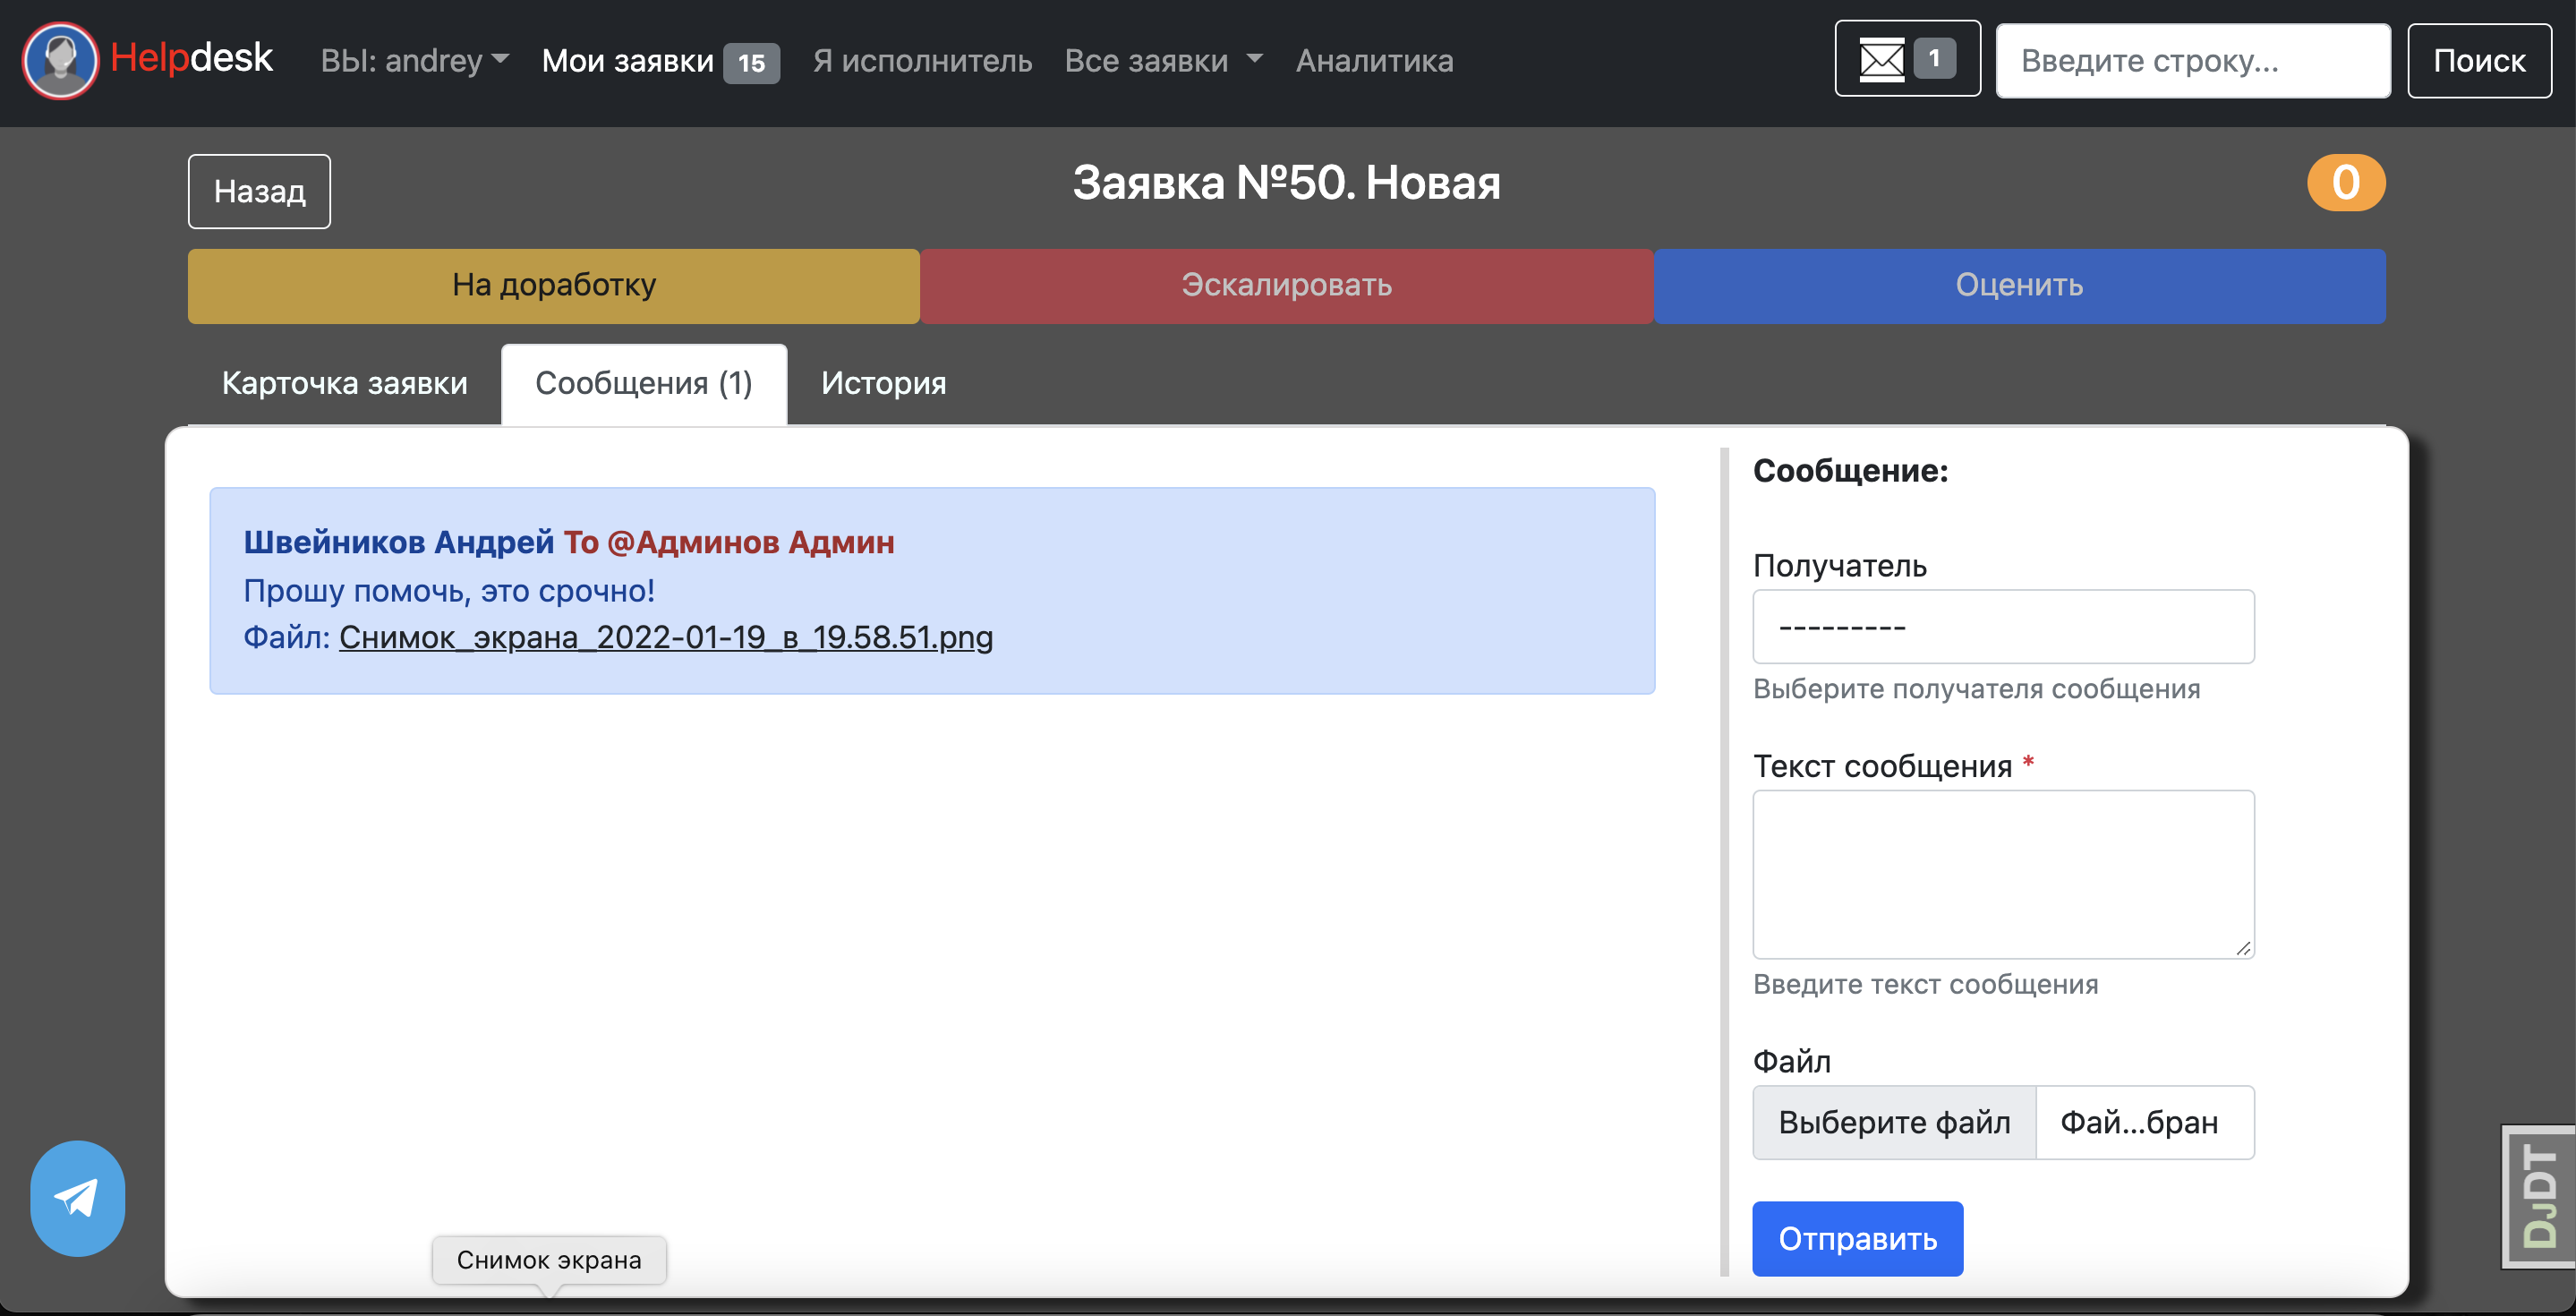 Helpdesk ВЫ: andrey Мои заявки 15 Я исполнитель Все заявки Аналитика 1 Введите строку... Поиск
Назад Заявка №50. Новая 0
На доработку Эскалировать Оценить
Карточка заявки Сообщения (1) История
Швейников Андрей To @Админов Админ
Прошу помочь, это срочно!
Файл: Снимок_экрана_2022-01-19_в_19.58.51.png
Сообщение:
Получатель
---------
Выберите получателя сообщения
Текст сообщения *
Введите текст сообщения
Файл
Выберите файл Фай...бран
Отправить
Снимок экрана
DJDT